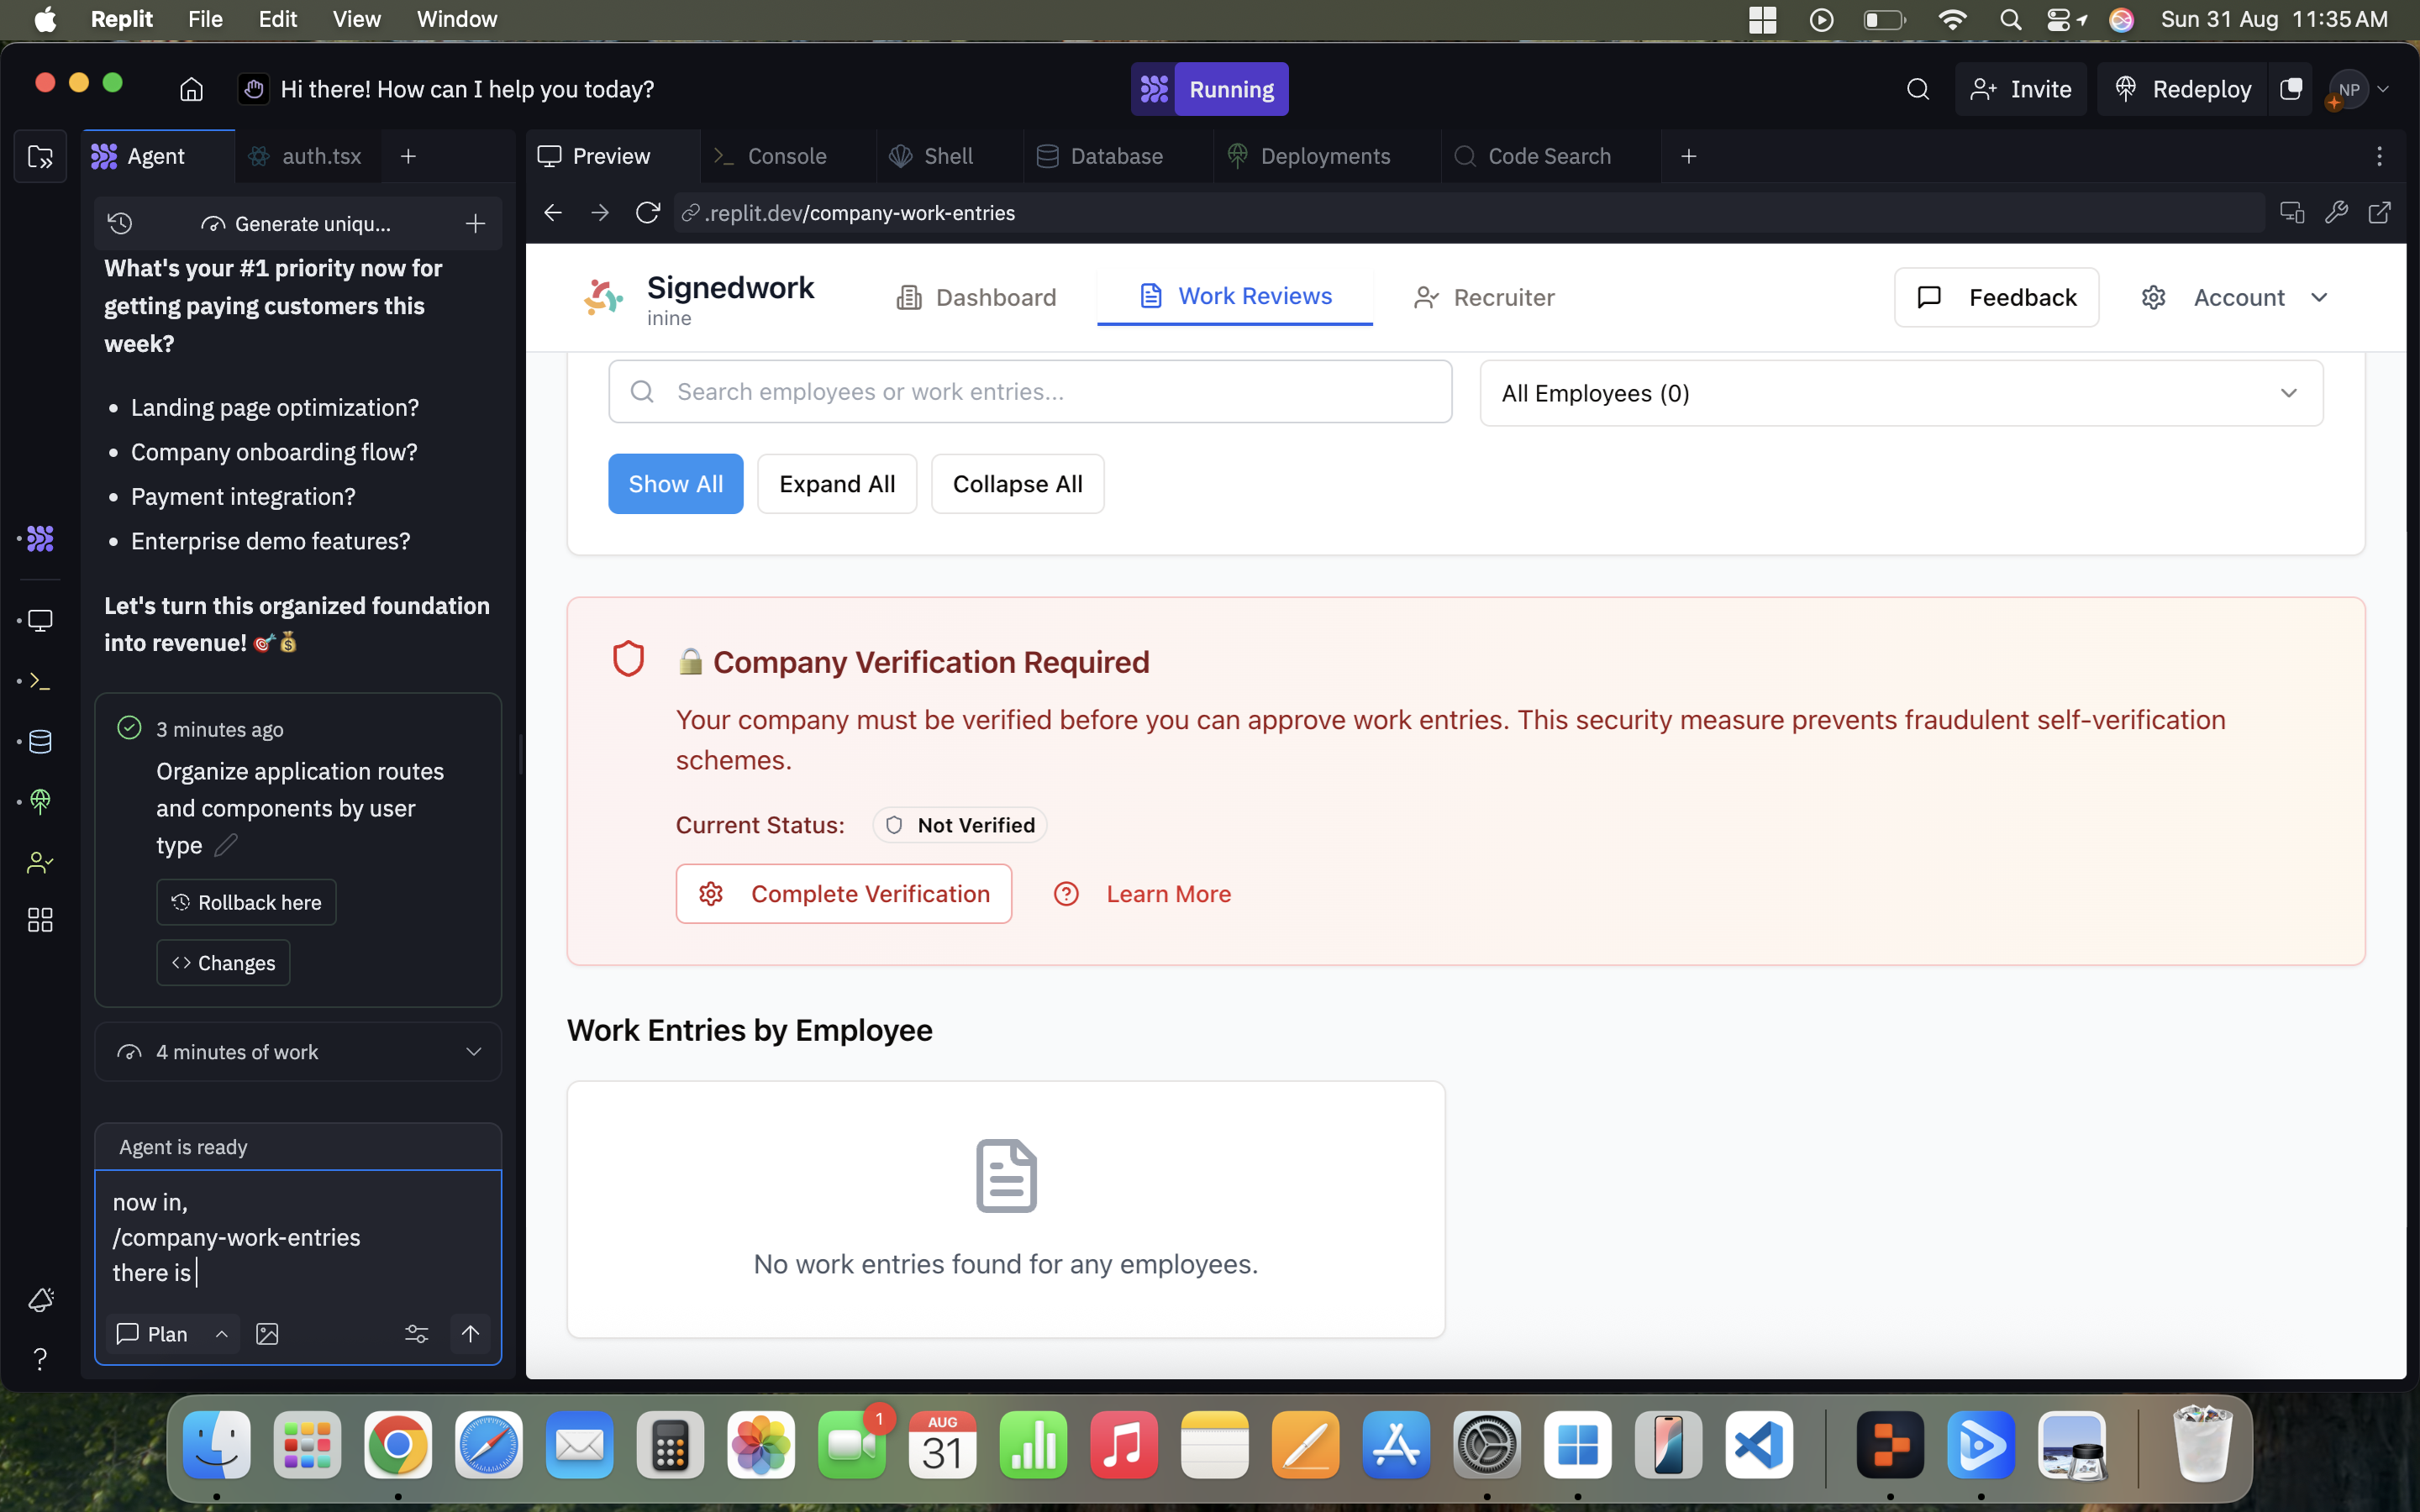 Replit File Edit View Window
Sun 31 Aug 11:35 AM
Hi there! How can I help you today?
Running
Invite
Redeploy
NP
Agent
auth.tsx
Preview
Console
Shell
Database
Deployments
Code Search
Generate uniqu...
.replit.dev/company-work-entries
What's your #1 priority now for
getting paying customers this
week?
• Landing page optimization?
• Company onboarding flow?
• Payment integration?
• Enterprise demo features?
Let's turn this organized foundation
into revenue! 🎯💰
3 minutes ago
Organize application routes
and components by user
type
Rollback here
Changes
4 minutes of work
Agent is ready
now in,
/company-work-entries
there is
Plan
Signedwork
inine
Dashboard
Work Reviews
Recruiter
Feedback
Account
Search employees or work entries...
All Employees (0)
Show All
Expand All
Collapse All
🔒 Company Verification Required
Your company must be verified before you can approve work entries. This security measure prevents fraudulent self-verification
schemes.
Current Status: Not Verified
Complete Verification
Learn More
Work Entries by Employee
No work entries found for any employees.
1
AUG
31